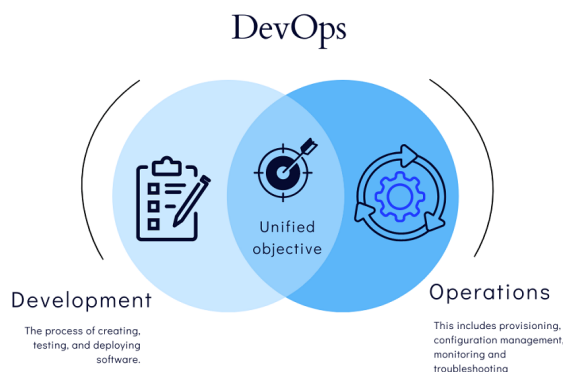 DevOps
Unified
objective
Development
The process of creating,
testing, and deploying
software.
Operations
This includes provisioning,
configuration management,
monitoring and
troubleshooting